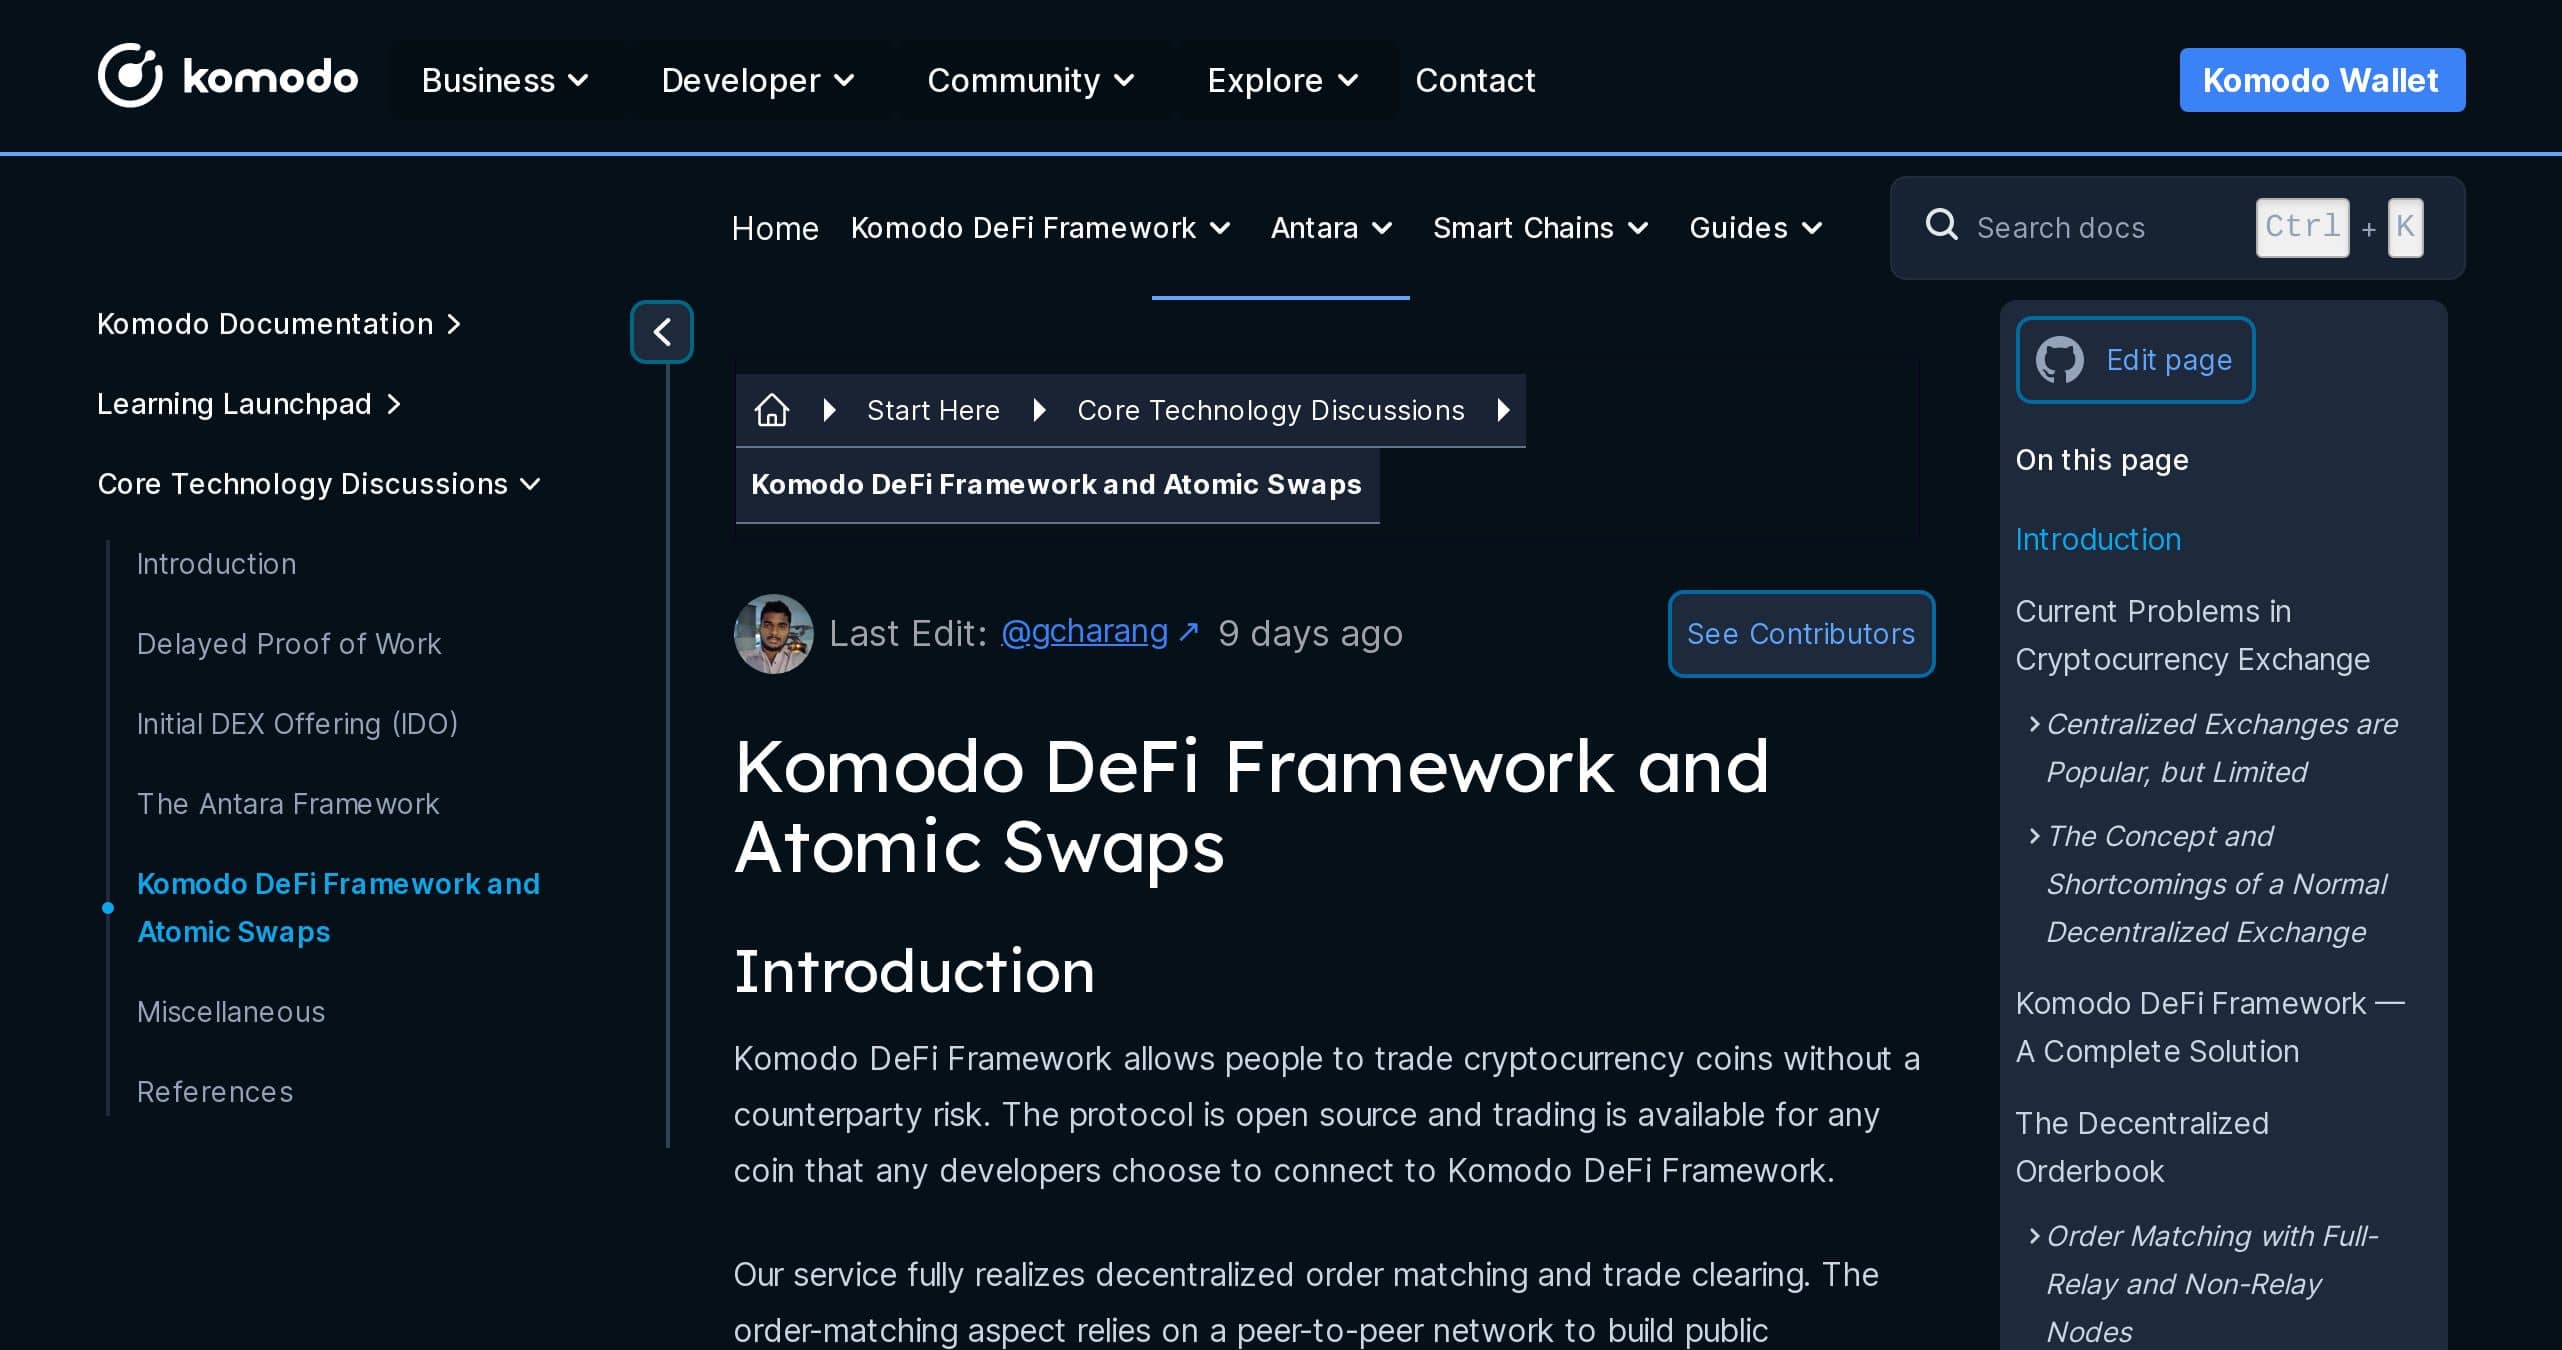 komodo Business Developer Community Explore Contact Komodo Wallet
Home Komodo DeFi Framework Antara Smart Chains Guides Search docs Ctrl + K
Komodo Documentation
Learning Launchpad
Core Technology Discussions
Introduction
Delayed Proof of Work
Initial DEX Offering (IDO)
The Antara Framework
Komodo DeFi Framework and
Atomic Swaps
Miscellaneous
References
Start Here Core Technology Discussions
Komodo DeFi Framework and Atomic Swaps
Last Edit: @gcharang ↗ 9 days ago See Contributors
Komodo DeFi Framework and
Atomic Swaps
Introduction
Komodo DeFi Framework allows people to trade cryptocurrency coins without a
counterparty risk. The protocol is open source and trading is available for any
coin that any developers choose to connect to Komodo DeFi Framework.
Our service fully realizes decentralized order matching and trade clearing. The
order-matching aspect relies on a peer-to-peer network to build public
Edit page
On this page
Introduction
Current Problems in
Cryptocurrency Exchange
Centralized Exchanges are
Popular, but Limited
The Concept and
Shortcomings of a Normal
Decentralized Exchange
Komodo DeFi Framework —
A Complete Solution
The Decentralized
Orderbook
Order Matching with Full-
Relay and Non-Relay
Nodes